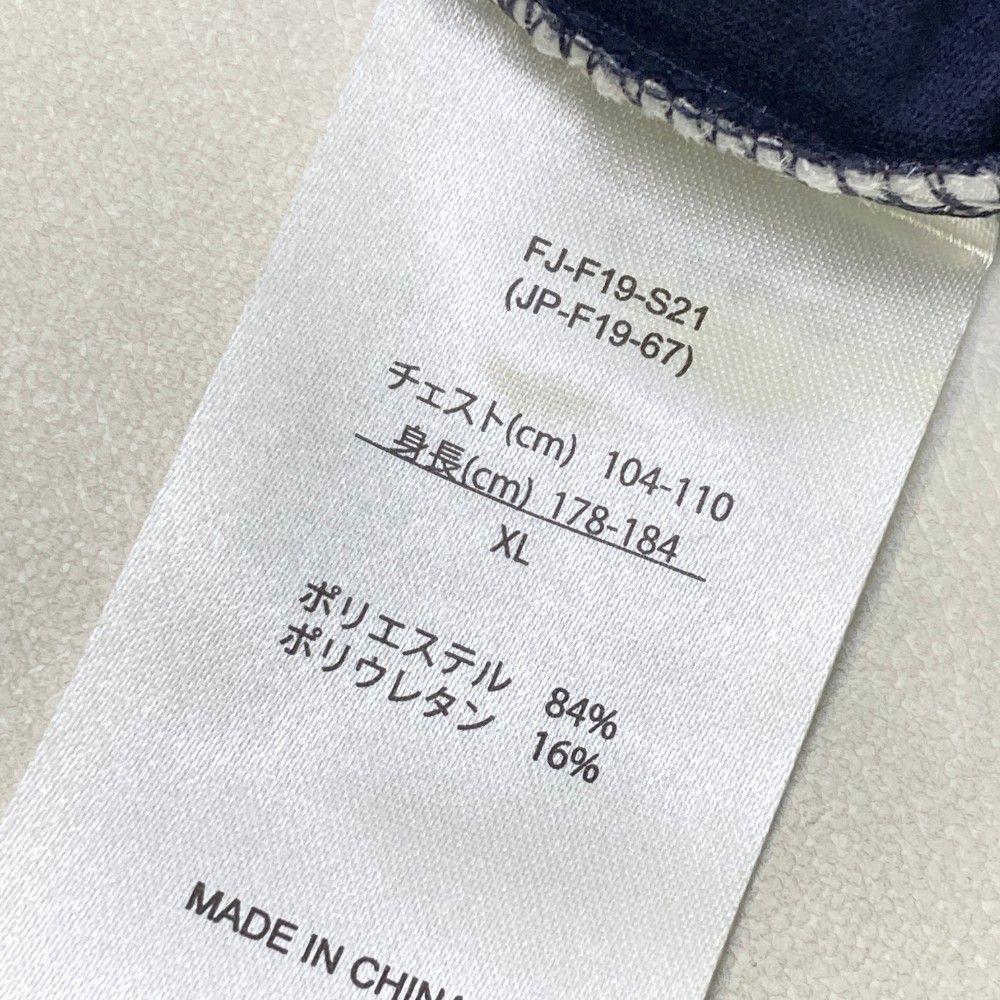 FJ-F19-S21
(JP-F19-67)
チェスト(cm) 104-110
身長(cm) 178-184
XL
ポリエステル 84%
ポリウレタン 16%
MADE IN CHINA